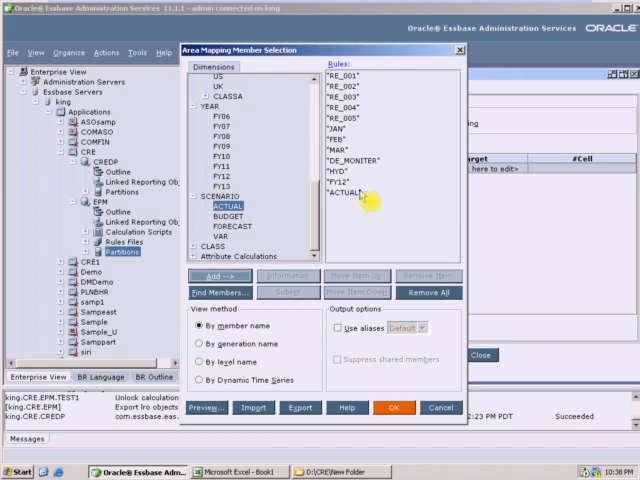 Oracle® Essbase Administration Services 11.1.1 - admin connected on king
Oracle® Essbase Administration Services ORACLE
File View Organize Actions Tools Help
Enterprise View
Administration Servers
Essbase Servers
king
Applications
ASOsamp
COMASO
COMFIN
CRE
CREDP
Outline
Linked Reporting Ob
Partitions
EPM
Outline
Linked Reporting Ob
Calculation Scripts
Rules Files
Partitions
CRE1
Demo
DMDemo
PLNBHR
samp1
Sampeast
Sample
Sample_U
Samppart
siri
Enterprise View BR Language BR Outline
Area Mapping Member Selection
Dimensions
US
UK
CLASSA
YEAR
FY06
FY07
FY08
FY09
FY10
FY11
FY12
FY13
SCENARIO
ACTUAL
BUDGET
FORECAST
VAR
CLASS
Attribute Calculations
Rules:
"RE_001"
"RE_002"
"RE_003"
"RE_004"
"RE_005"
"JAN"
"FEB"
"MAR"
"DE_MONITER"
"HYD"
"FY12"
"ACTUAL"
Add --> Information Move Item Up Remove Item
Find Members... Subset Move Item Down Remove All
View method
By member name
By generation name
By level name
By Dynamic Time Series
Output options
Use aliases Default
Suppress shared members
Preview... Import Export Help OK Cancel
ing
arget #Cell
here to edit>
Close
king.CRE.EPM.TEST1 Unlock calculation
[king.CRE.EPM] Export lro objects
king.CRE.CREDP com.essbase.eas.
2:23 PM PDT Succeeded
Messages
Start Oracle® Essbase Adm... Microsoft Excel - Book1 D:\CRE\New Folder 10:38 PM